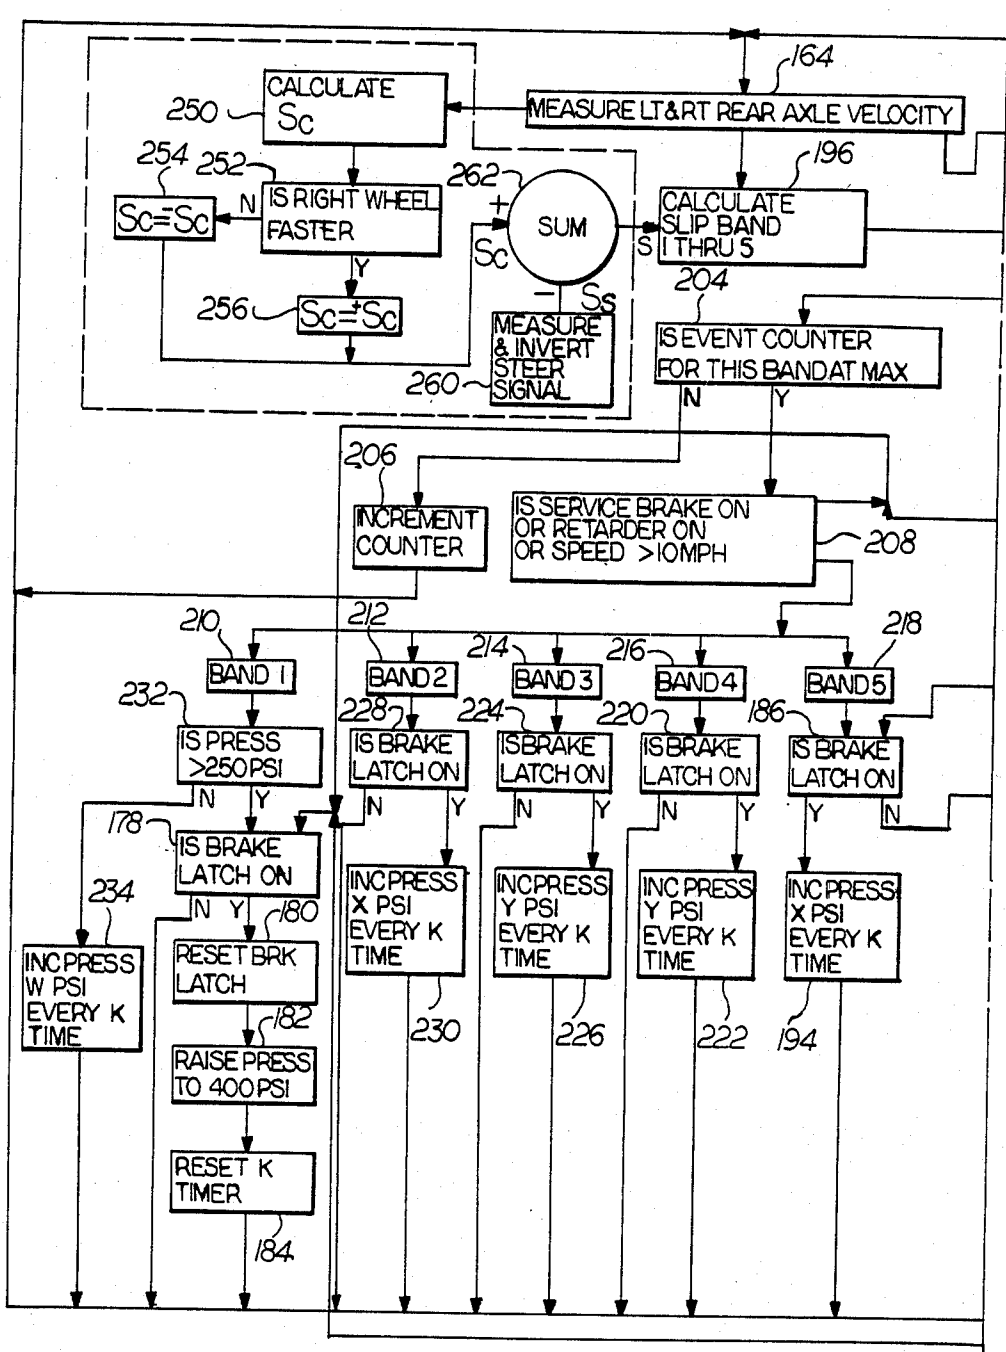 164
CALCULATE
Sc
250
MEASURE LT & RT REAR AXLE VELOCITY
254
252
262
196
N
IS RIGHT WHEEL
FASTER
Sc=-Sc
+
SUM
CALCULATE
SLIP BAND
1 THRU 5
Sc
S
Y
204
256
Sc=+Sc
-
Ss
MEASURE
& INVERT
STEER
SIGNAL
260
IS EVENT COUNTER
FOR THIS BAND AT MAX
N
Y
206
INCREMENT
COUNTER
IS SERVICE BRAKE ON
OR RETARDER ON
OR SPEED >10MPH
208
210
212
214
216
218
BAND 1
BAND 2
BAND 3
BAND 4
BAND 5
232
228
224
220
186
IS PRESS
>250 PSI
IS BRAKE
LATCH ON
IS BRAKE
LATCH ON
IS BRAKE
LATCH ON
IS BRAKE
LATCH ON
N
Y
N
Y
N
Y
N
Y
Y
N
178
IS BRAKE
LATCH ON
N
Y
234
180
INC PRESS
W PSI
EVERY K
TIME
RESET BRK
LATCH
INC PRESS
X PSI
EVERY K
TIME
INC PRESS
Y PSI
EVERY K
TIME
INC PRESS
Y PSI
EVERY K
TIME
INC PRESS
X PSI
EVERY K
TIME
182
230
226
222
194
RAISE PRESS
TO 400 PSI
RESET K
TIMER
184